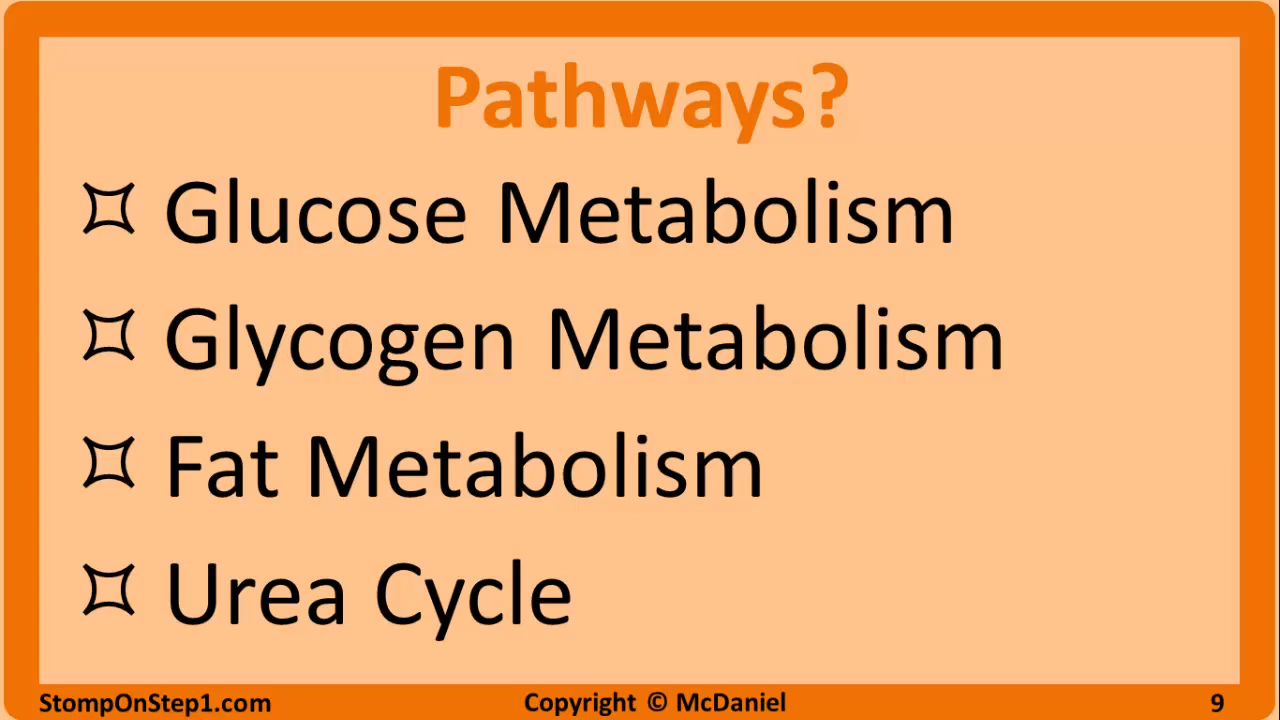 Pathways?
Glucose Metabolism
Glycogen Metabolism
Fat Metabolism
Urea Cycle
StompOnStep1.com Copyright © McDaniel 9